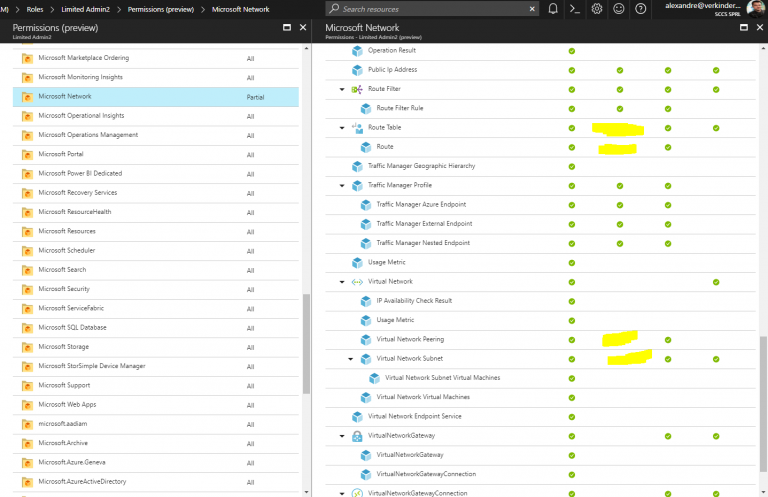 M) > Roles > Limited Admin2 > Permissions (preview) > Microsoft Network
Search resources
alexandre@verkinder...
SCCS SPRL
Permissions (preview)
Limited Admin2
Microsoft Marketplace Ordering All
Microsoft Monitoring Insights All
Microsoft Network Partial
Microsoft Operational Insights All
Microsoft Operations Management All
Microsoft Portal All
Microsoft Power BI Dedicated All
Microsoft Recovery Services All
Microsoft ResourceHealth All
Microsoft Resources All
Microsoft Scheduler All
Microsoft Search All
Microsoft Security All
Microsoft ServiceFabric All
Microsoft SQL Database All
Microsoft Storage All
Microsoft StorSimple Device Manager All
Microsoft Support All
Microsoft Web Apps All
microsoft.aadiam All
Microsoft.Archive All
Microsoft.Azure.Geneva All
Microsoft.AzureActiveDirectory All
Microsoft Network
Permissions - Limited Admin2 (preview)
Operation Result
Public Ip Address
Route Filter
Route Filter Rule
Route Table
Route
Traffic Manager Geographic Hierarchy
Traffic Manager Profile
Traffic Manager Azure Endpoint
Traffic Manager External Endpoint
Traffic Manager Nested Endpoint
Usage Metric
Virtual Network
IP Availability Check Result
Usage Metric
Virtual Network Peering
Virtual Network Subnet
Virtual Network Subnet Virtual Machines
Virtual Network Virtual Machines
Virtual Network Endpoint Service
VirtualNetworkGateway
VirtualNetworkGateway
VirtualNetworkGatewayConnection
VirtualNetworkGatewayConnection